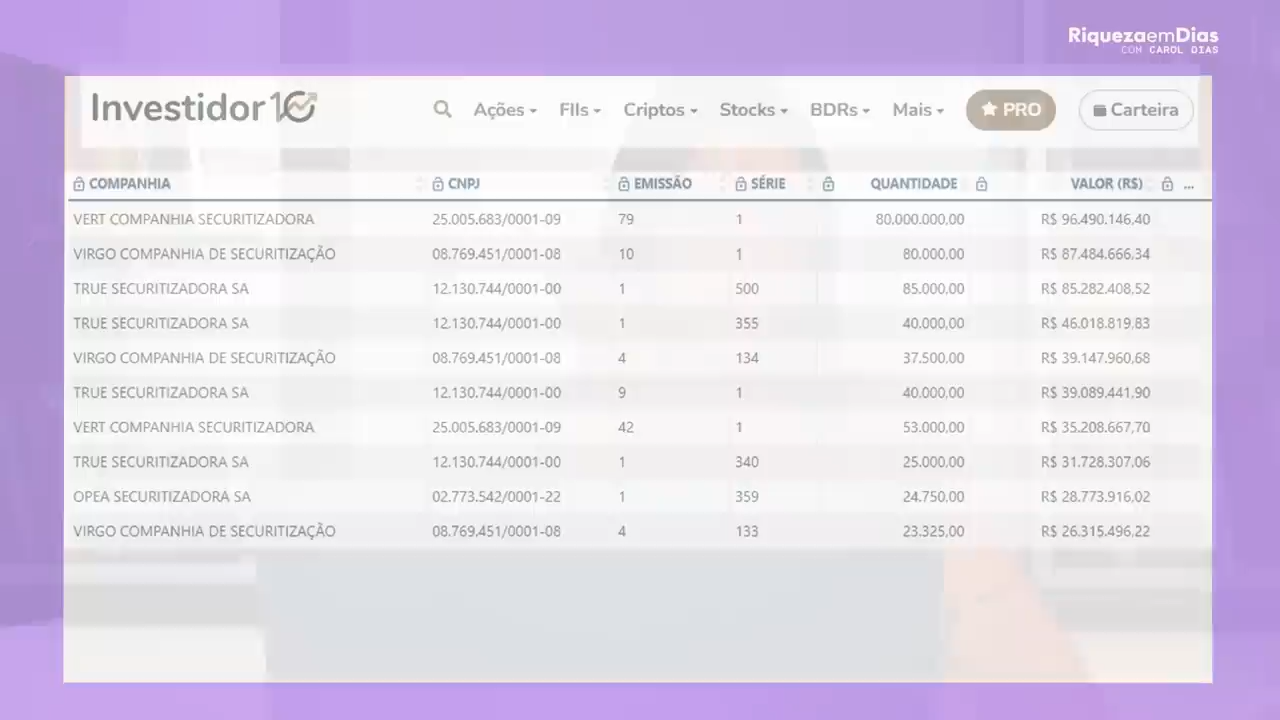 RiquezaemDias
COM CAROL DIAS
Investidor10 Ações FIIs Criptos Stocks BDRs Mais PRO Carteira
COMPANHIA CNPJ EMISSÃO SÉRIE QUANTIDADE VALOR (R$) ...
VERT COMPANHIA SECURITIZADORA 25.005.683/0001-09 79 1 80.000.000,00 R$ 96.490.146,40
VIRGO COMPANHIA DE SECURITIZAÇÃO 08.769.451/0001-08 10 1 80.000,00 R$ 87.484.666,34
TRUE SECURITIZADORA SA 12.130.744/0001-00 1 500 85.000,00 R$ 85.282.408,52
TRUE SECURITIZADORA SA 12.130.744/0001-00 1 355 40.000,00 R$ 46.018.819,83
VIRGO COMPANHIA DE SECURITIZAÇÃO 08.769.451/0001-08 4 134 37.500,00 R$ 39.147.960,68
TRUE SECURITIZADORA SA 12.130.744/0001-00 9 1 40.000,00 R$ 39.089.441,90
VERT COMPANHIA SECURITIZADORA 25.005.683/0001-09 42 1 53.000,00 R$ 35.208.667,70
TRUE SECURITIZADORA SA 12.130.744/0001-00 1 340 25.000,00 R$ 31.728.307,06
OPEA SECURITIZADORA SA 02.773.542/0001-22 1 359 24.750,00 R$ 28.773.916,02
VIRGO COMPANHIA DE SECURITIZAÇÃO 08.769.451/0001-08 4 133 23.325,00 R$ 26.315.496,22